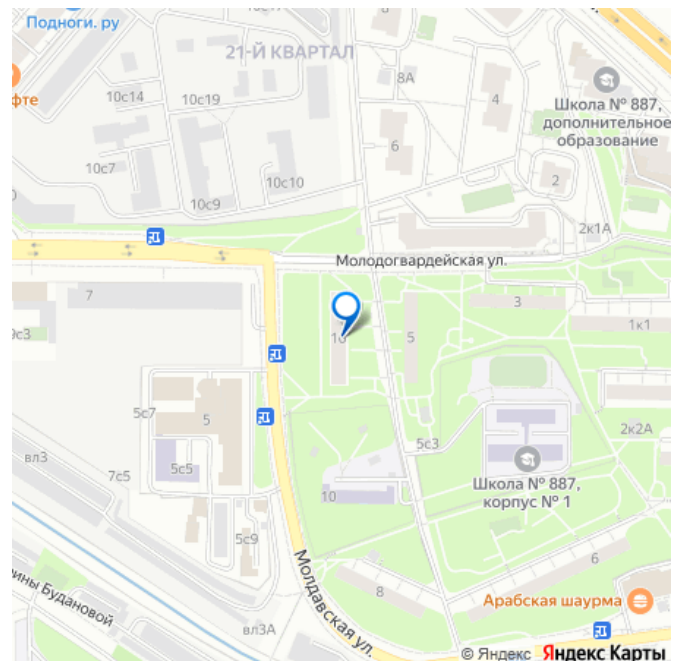 Подноги. ру
21-Й КВАРТАЛ
8А
10с14
10с19
4
Школа № 887,
дополнительное
образование
фте
6
10с7
10с10
2
10с9
2к1А
Молодогвардейская ул.
7
3
1к1
9с3
5
5с7
5
5с3
2к2А
вл3
5с5
7с5
10
Школа № 887,
корпус № 1
5с9
Молдавская ул.
6
8
ины Будановой
Арабская шаурма
вл3А
© Яндекс Яндекс Карты